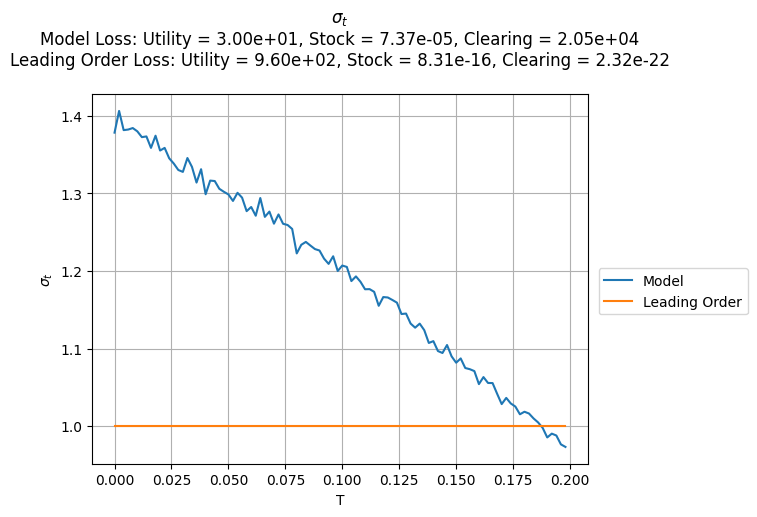 σ_t
Model Loss: Utility = 3.00e+01, Stock = 7.37e-05, Clearing = 2.05e+04
Leading Order Loss: Utility = 9.60e+02, Stock = 8.31e-16, Clearing = 2.32e-22
1.4
1.3
1.2
1.1
1.0
σ_t
0.000 0.025 0.050 0.075 0.100 0.125 0.150 0.175 0.200
T
Model
Leading Order